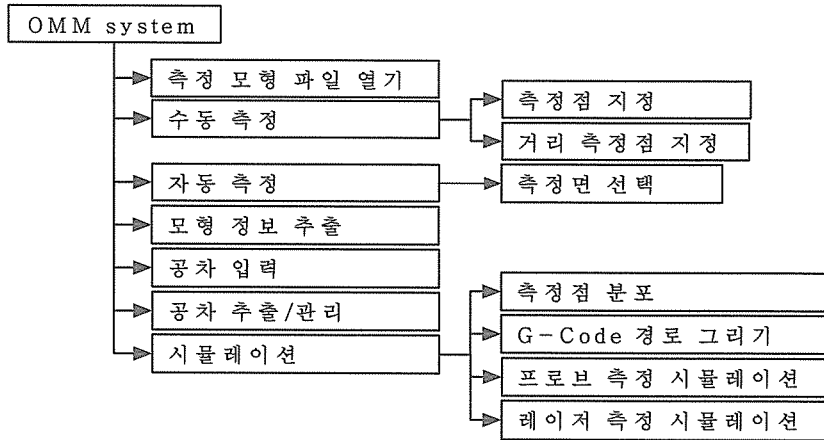 OMM system
측정 모형 파일 열기
수동 측정
측정점 지정
거리 측정점 지정
자동 측정
측정면 선택
모형 정보 추출
공차 입력
공차 추출/관리
시뮬레이션
측정점 분포
G-Code 경로 그리기
프로브 측정 시뮬레이션
레이저 측정 시뮬레이션